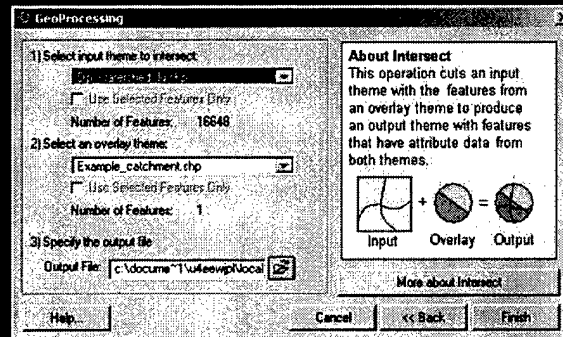 GeoProcessing
1) Select input theme to intersect:
Use Selected Features Only
Number of Features: 16648
2) Select an overlay theme:
Example_catchment.shp
Use Selected Features Only
Number of Features: 1
3) Specify the output file
Output File: c:\docume~1\u4eewjpl\local
About Intersect
This operation cuts an input
theme with the features from
an overlay theme to produce
an output theme with features
that have attribute data from
both themes.
Input + Overlay = Output
More about Intersect
Help...
Cancel
<< Back
Finish